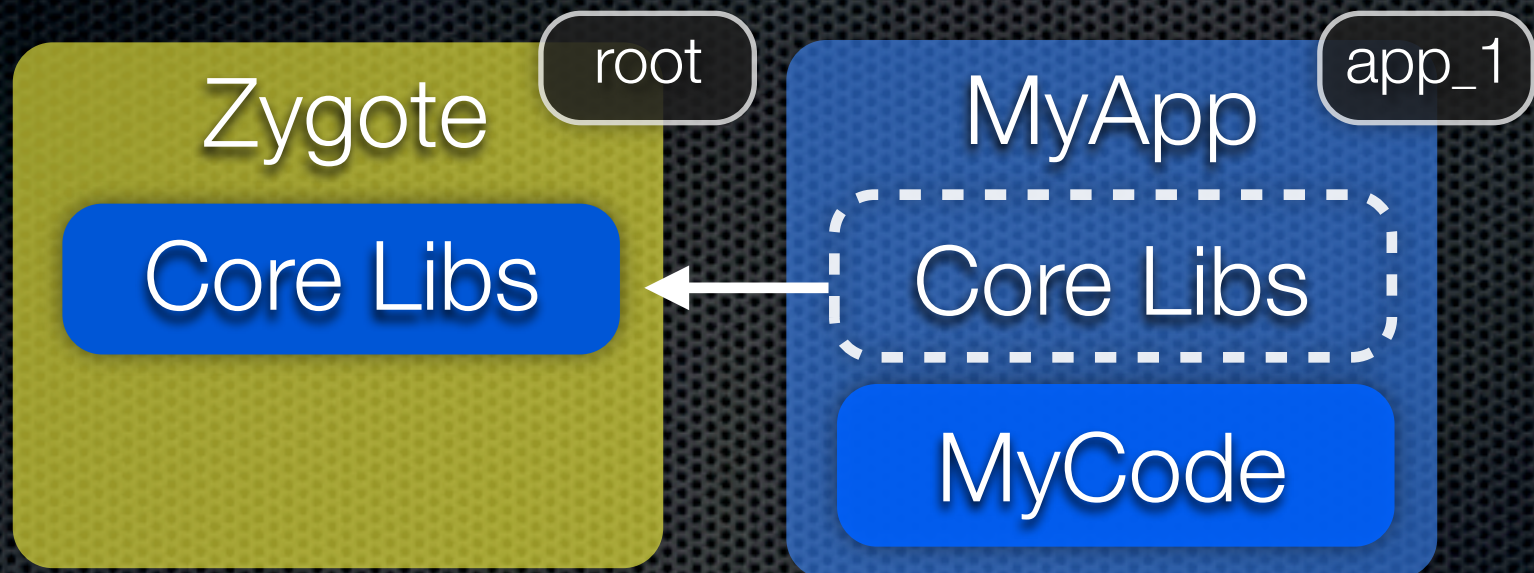 root
Zygote
Core Libs
app_1
MyApp
Core Libs
MyCode